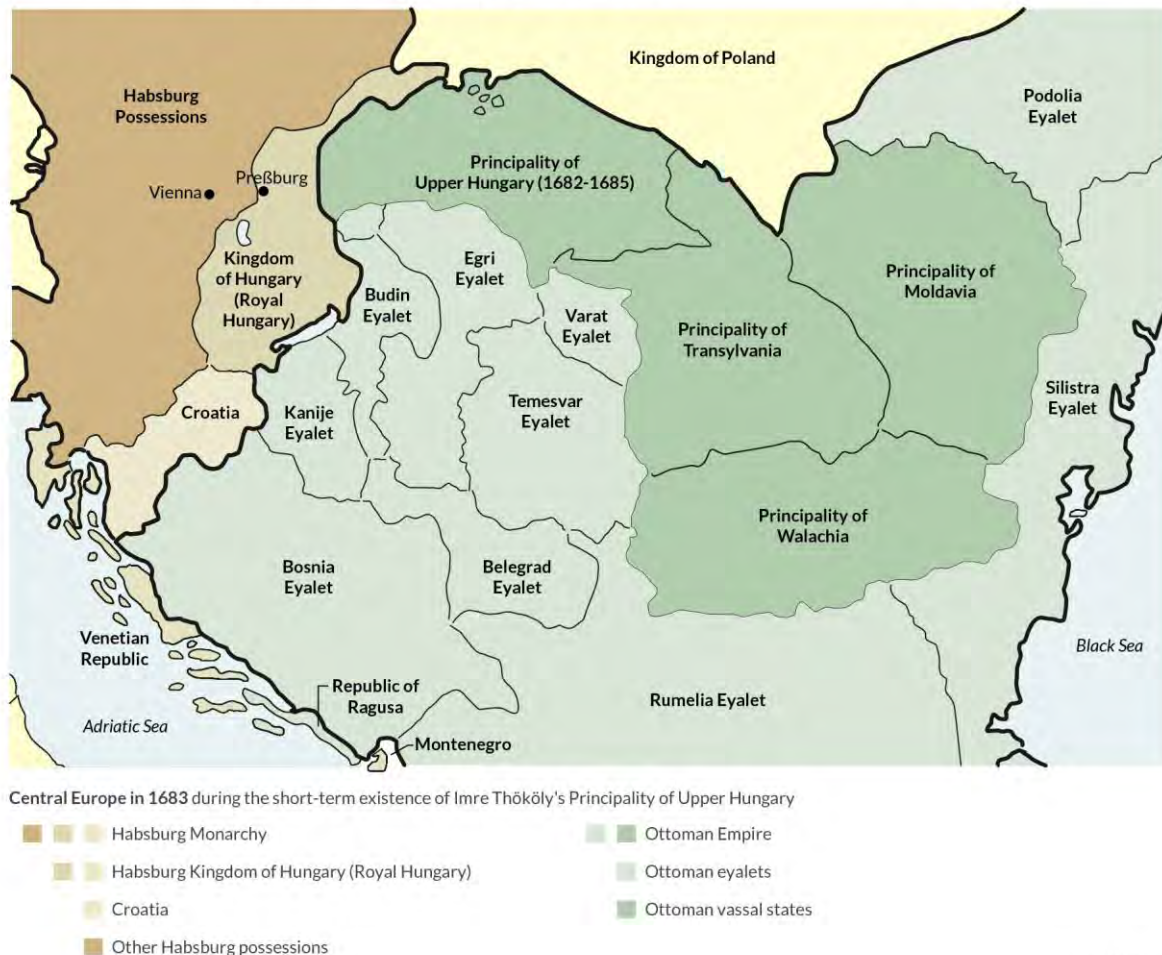 Kingdom of Poland
Habsburg
Possessions
Podolia
Eyalet
Principality of
Upper Hungary (1682-1685)
Vienna
Preßburg
Kingdom
of Hungary
(Royal
Hungary)
Egri
Eyalet
Budin
Eyalet
Varat
Eyalet
Principality of
Moldavia
Principality of
Transylvania
Croatia
Kanije
Eyalet
Temesvar
Eyalet
Silistra
Eyalet
Principality of
Walachia
Bosnia
Eyalet
Belegrad
Eyalet
Venetian
Republic
Black Sea
Republic of
Ragusa
Rumelia Eyalet
Adriatic Sea
Montenegro
Central Europe in 1683 during the short-term existence of Imre Thököly's Principality of Upper Hungary
Habsburg Monarchy
Habsburg Kingdom of Hungary (Royal Hungary)
Croatia
Other Habsburg possessions
Ottoman Empire
Ottoman eyalets
Ottoman vassal states